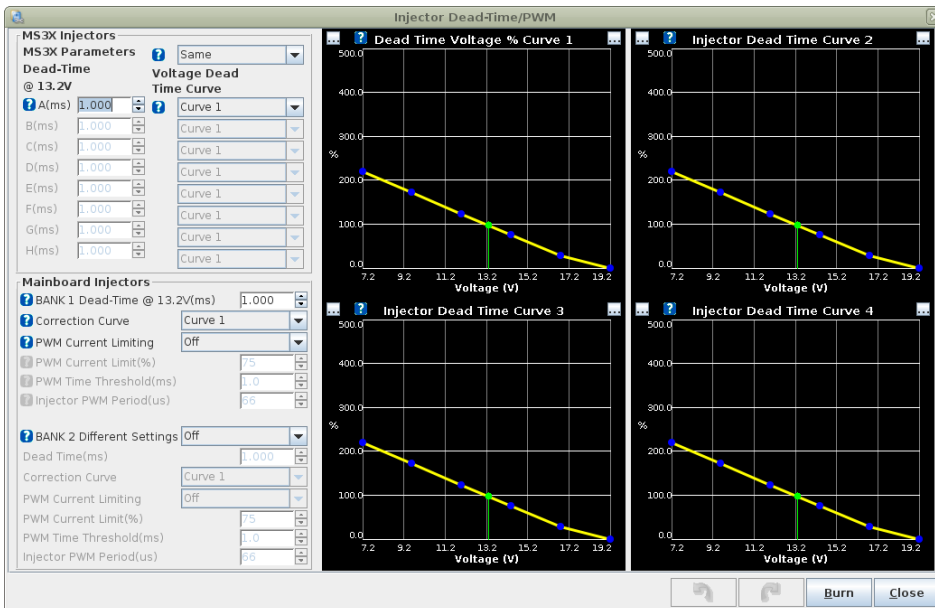 Injector Dead-Time/PWM
MS3X Injectors
MS3X Parameters
Same
Dead-Time
@ 13.2V
Voltage Dead
Time Curve
A(ms) 1.000 Curve 1
B(ms) 1.000 Curve 1
C(ms) 1.000 Curve 1
D(ms) 1.000 Curve 1
E(ms) 1.000 Curve 1
F(ms) 1.000 Curve 1
G(ms) 1.000 Curve 1
H(ms) 1.000 Curve 1
Mainboard Injectors
BANK 1 Dead-Time @ 13.2V(ms) 1.000
Correction Curve Curve 1
PWM Current Limiting Off
PWM Current Limit(%) 75
PWM Time Threshold(ms) 1.0
Injector PWM Period(us) 66
BANK 2 Different Settings Off
Dead Time(ms) 1.000
Correction Curve Curve 1
PWM Current Limiting Off
PWM Current Limit(%) 75
PWM Time Threshold(ms) 1.0
Injector PWM Period(us) 66
... ? Dead Time Voltage % Curve 1 ...
500.0
400.0
300.0
%
200.0
100.0
0.0
7.2 9.2 11.2 13.2 15.2 17.2 19.2
Voltage (V)
... ? Injector Dead Time Curve 2 ...
500.0
400.0
300.0
%
200.0
100.0
0.0
7.2 9.2 11.2 13.2 15.2 17.2 19.2
Voltage (V)
... ? Injector Dead Time Curve 3 ...
500.0
400.0
300.0
%
200.0
100.0
0.0
7.2 9.2 11.2 13.2 15.2 17.2 19.2
Voltage (V)
... ? Injector Dead Time Curve 4 ...
500.0
400.0
300.0
%
200.0
100.0
0.0
7.2 9.2 11.2 13.2 15.2 17.2 19.2
Voltage (V)
Burn Close